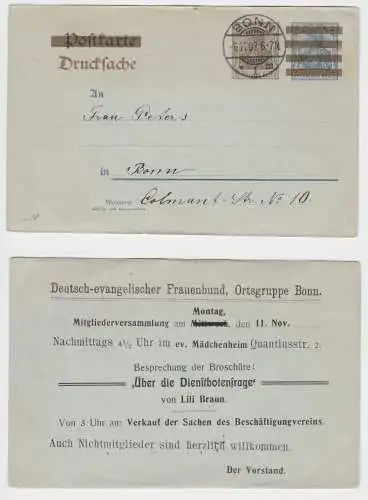 Postkarte
Drucksache
BONN
An
Frau Peters
in Bonn
Colmant-Str. No 10.
Deutsch-evangelischer Frauenbund, Ortsgruppe Bonn.
Montag,
Mitgliederversammlung am Mittwoch, den 11. Nov.
Nachmittags 4½ Uhr im ev. Mädchenheim Quantiusstr. 2.
Besprechung der Broschüre:
„Über die Dienstbotenfrage"
von Lili Braun.
Von 3 Uhr an: Verkauf der Sachen des Beschäftigungvereins.
Auch Nichtmitglieder sind herzlich willkommen.
Der Vorstand.